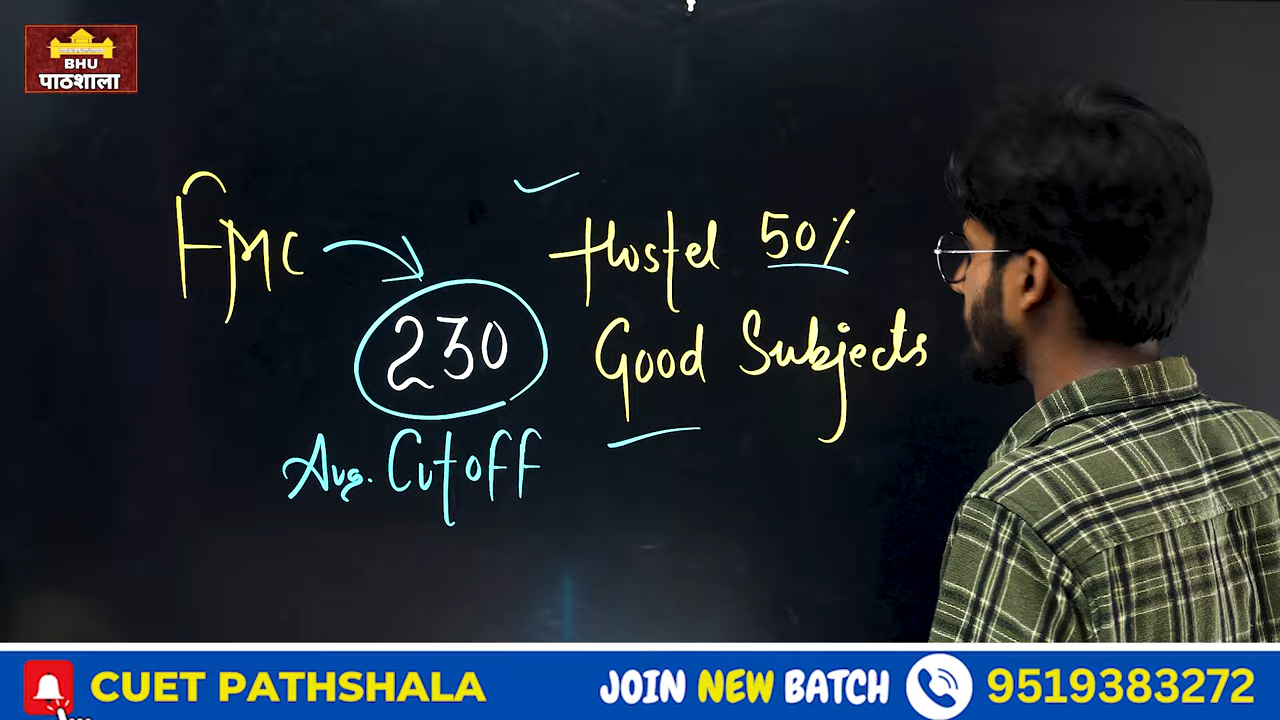 BHU
पाठशाला
FMC
230
Avg. Cutoff
Hostel 50%
Good Subjects
CUET PATHSHALA
JOIN NEW BATCH
9519383272